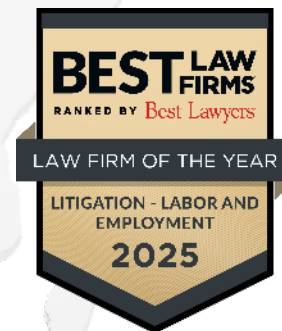 BEST LAW FIRMS
RANKED BY Best Lawyers
LAW FIRM OF THE YEAR
LITIGATION - LABOR AND
EMPLOYMENT
2025